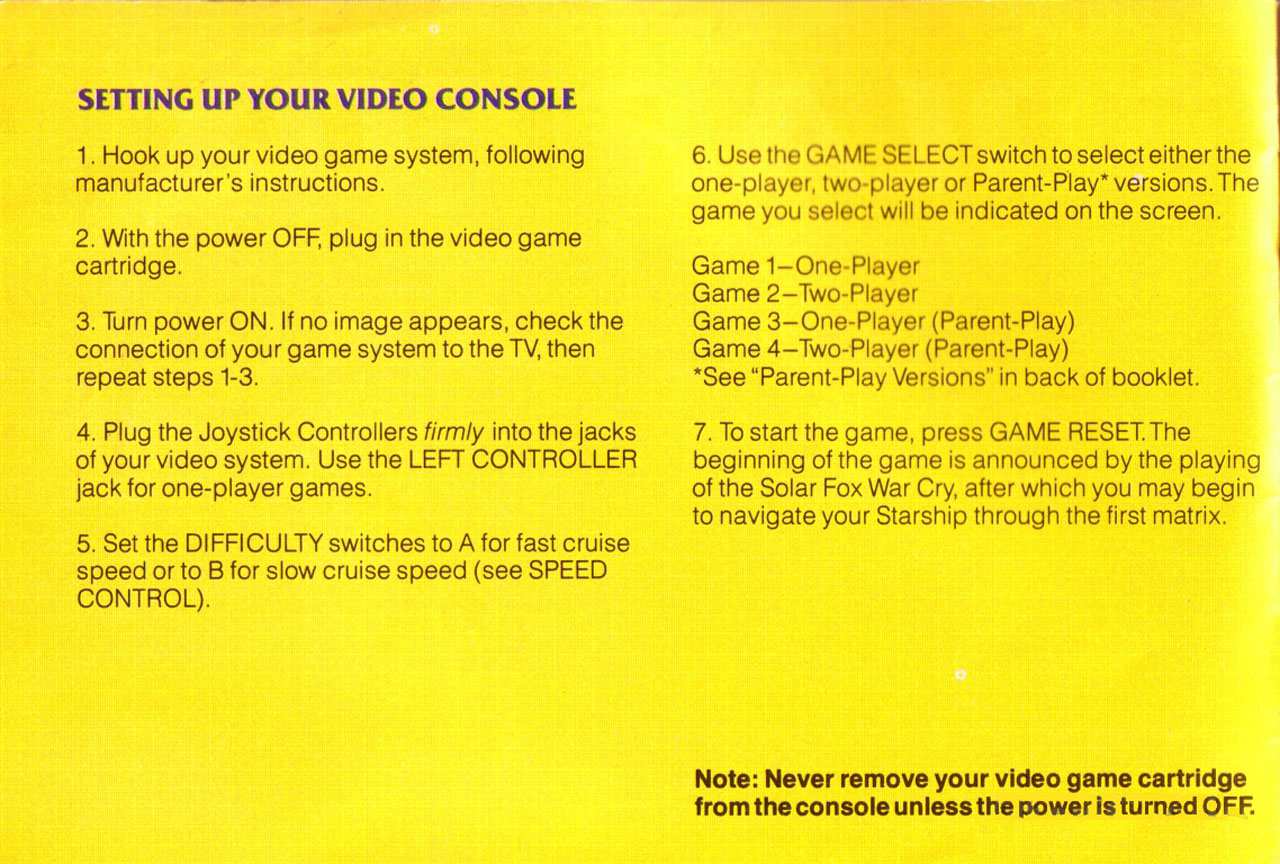 SETTING UP YOUR VIDEO CONSOLE
1. Hook up your video game system, following
manufacturer's instructions.
2. With the power OFF, plug in the video game
cartridge.
3. Turn power ON. If no image appears, check the
connection of your game system to the TV, then
repeat steps 1-3.
4. Plug the Joystick Controllers firmly into the jacks
of your video system. Use the LEFT CONTROLLER
jack for one-player games.
5. Set the DIFFICULTY switches to A for fast cruise
speed or to B for slow cruise speed (see SPEED
CONTROL).
6. Use the GAME SELECT switch to select either the
one-player, two-player or Parent-Play* versions. The
game you select will be indicated on the screen.
Game 1–One-Player
Game 2–Two-Player
Game 3–One-Player (Parent-Play)
Game 4–Two-Player (Parent-Play)
*See “Parent-Play Versions” in back of booklet.
7. To start the game, press GAME RESET. The
beginning of the game is announced by the playing
of the Solar Fox War Cry, after which you may begin
to navigate your Starship through the first matrix.
Note: Never remove your video game cartridge
from the console unless the power is turned OFF.